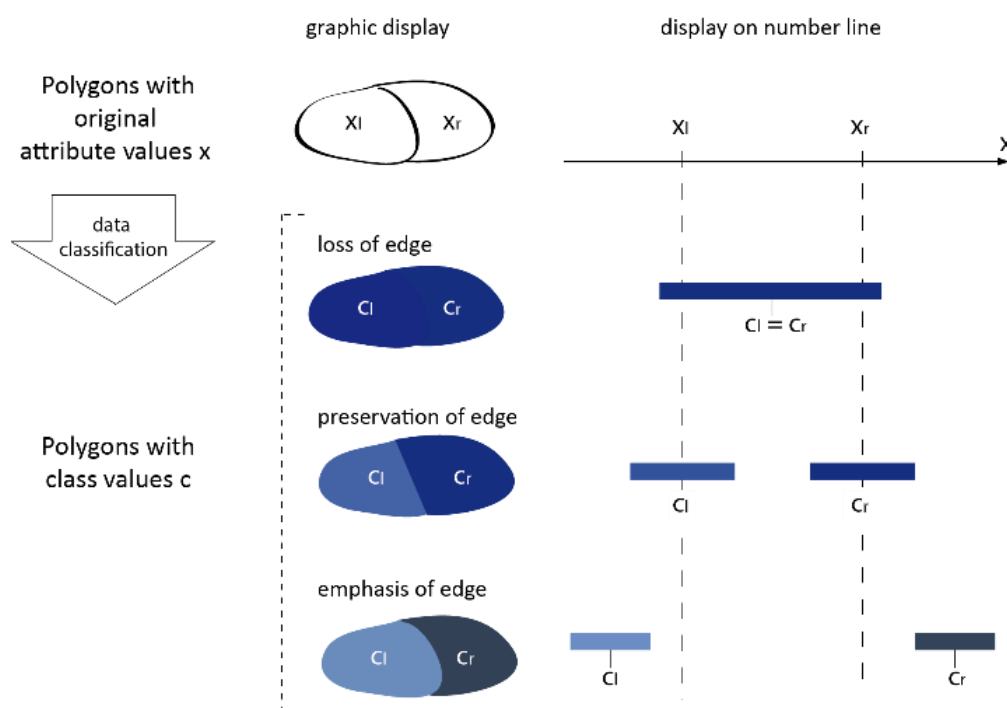 graphic display
display on number line
Polygons with
original
attribute values x
Xl
Xr
Xl
Xr
x
data
classification
loss of edge
Cl
Cr
Cl = Cr
preservation of edge
Polygons with
class values c
Cl
Cr
Cl
Cr
emphasis of edge
Cl
Cr
Cl
Cr